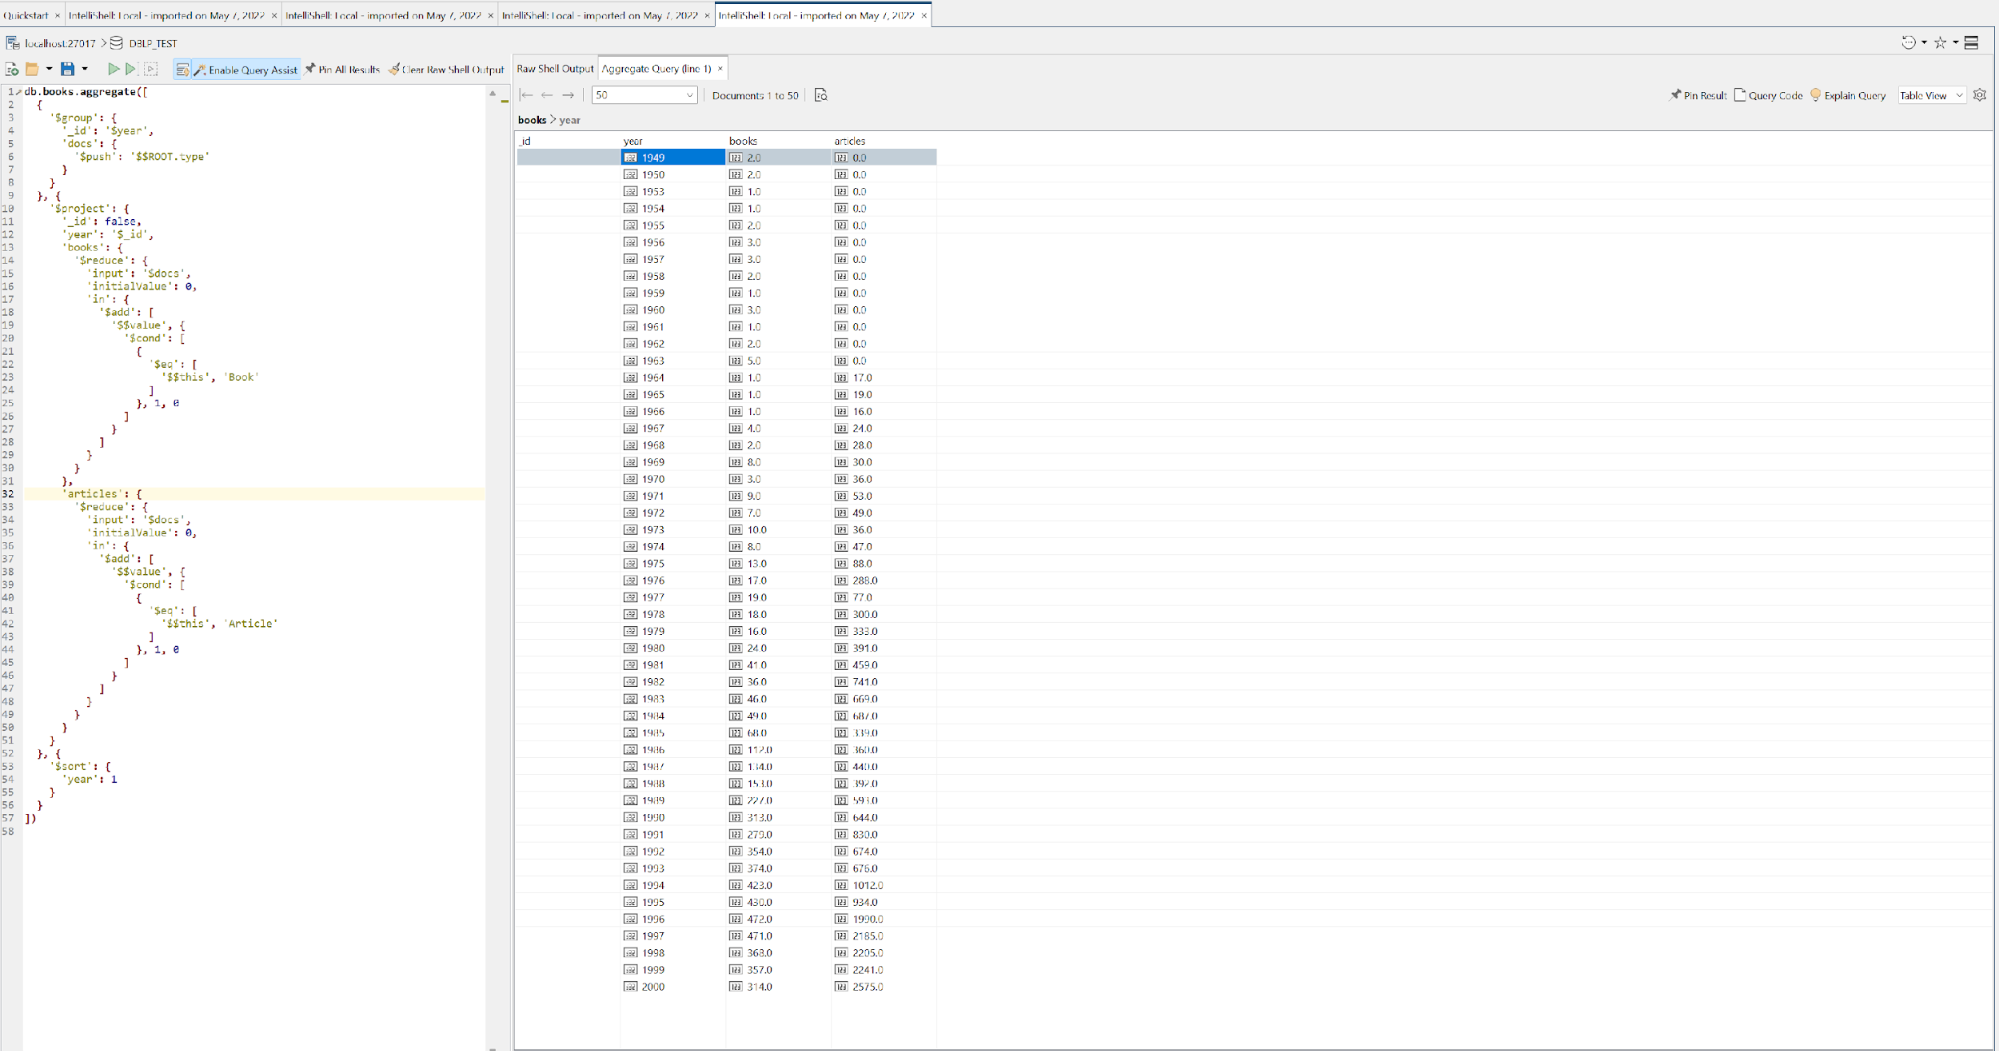 Quickstart × IntelliShell: Local - imported on May 7, 2022 × IntelliShell: Local - imported on May 7, 2022 × IntelliShell: Local - imported on May 7, 2022 × IntelliShell: Local - imported on May 7, 2022 ×
localhost:27017 > DBLP_TEST
Enable Query Assist Pin All Results Clear Raw Shell Output
1 db.books.aggregate([
2 {
3 '$group': {
4 '_id': '$year',
5 'docs': {
6 '$push': '$$ROOT.type'
7 }
8 }
9 }, {
10 '$project': {
11 '_id': false,
12 'year': '$_id',
13 'books': {
14 '$reduce': {
15 'input': '$docs',
16 'initialValue': 0,
17 'in': {
18 '$add': [
19 '$$value', {
20 '$cond': [
21 {
22 '$eq': [
23 '$$this', 'Book'
24 ]
25 }, 1, 0
26 ]
27 }
28 ]
29 }
30 }
31 },
32 'articles': {
33 '$reduce': {
34 'input': '$docs',
35 'initialValue': 0,
36 'in': {
37 '$add': [
38 '$$value', {
39 '$cond': [
40 {
41 '$eq': [
42 '$$this', 'Article'
43 ]
44 }, 1, 0
45 ]
46 }
47 ]
48 }
49 }
50 }
51 }
52 }, {
53 '$sort': {
54 'year': 1
55 }
56 }
57 ])
58
Raw Shell Output Aggregate Query (line 1) ×
50 Documents 1 to 50 Pin Result Query Code Explain Query Table View
books > year
_id year books articles
1949 2.0 0.0
1950 2.0 0.0
1953 1.0 0.0
1954 1.0 0.0
1955 2.0 0.0
1956 3.0 0.0
1957 3.0 0.0
1958 2.0 0.0
1959 1.0 0.0
1960 3.0 0.0
1961 1.0 0.0
1962 2.0 0.0
1963 5.0 0.0
1964 1.0 17.0
1965 1.0 19.0
1966 1.0 16.0
1967 4.0 24.0
1968 2.0 28.0
1969 8.0 30.0
1970 3.0 36.0
1971 9.0 53.0
1972 7.0 49.0
1973 10.0 36.0
1974 8.0 47.0
1975 13.0 88.0
1976 17.0 288.0
1977 19.0 77.0
1978 18.0 300.0
1979 16.0 333.0
1980 24.0 391.0
1981 41.0 459.0
1982 36.0 741.0
1983 46.0 669.0
1984 49.0 687.0
1985 68.0 339.0
1986 112.0 360.0
1987 134.0 440.0
1988 153.0 392.0
1989 227.0 593.0
1990 313.0 644.0
1991 279.0 830.0
1992 354.0 674.0
1993 374.0 676.0
1994 423.0 1012.0
1995 430.0 934.0
1996 472.0 1990.0
1997 471.0 2185.0
1998 368.0 2205.0
1999 357.0 2241.0
2000 314.0 2575.0